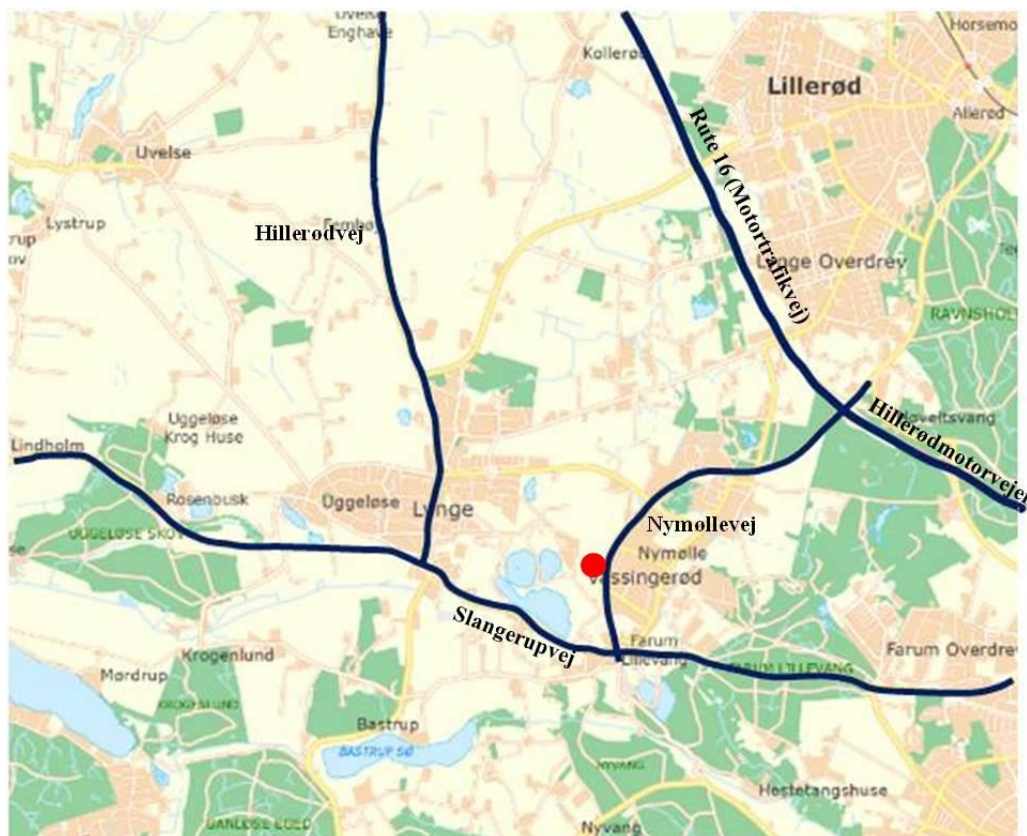 Uvelse
Enghave
Horsemo
Kollerød
Lillerød
Allerød
Uvelse
Rute 16 (Motortrafikvej)
Lystrup
Hillerødvej
Lynge Overdrev
RAVNSHOL
Uggeløse
Krog Huse
Lindholm
Hillerødmotorvejen
Rosenbusk
Uggeløse
Lynge
Nymøllevej
UGGELØSE SKOV
Nymølle
Vassingerød
Slangerupvej
Farum
Lillevang
Farum Overdrev
FARUM LILLEVANG
Krogenlund
Mørdrup
KROGENLUND
Bastrup
BASTRUP SØ
Hestetangshuse
Nyvang